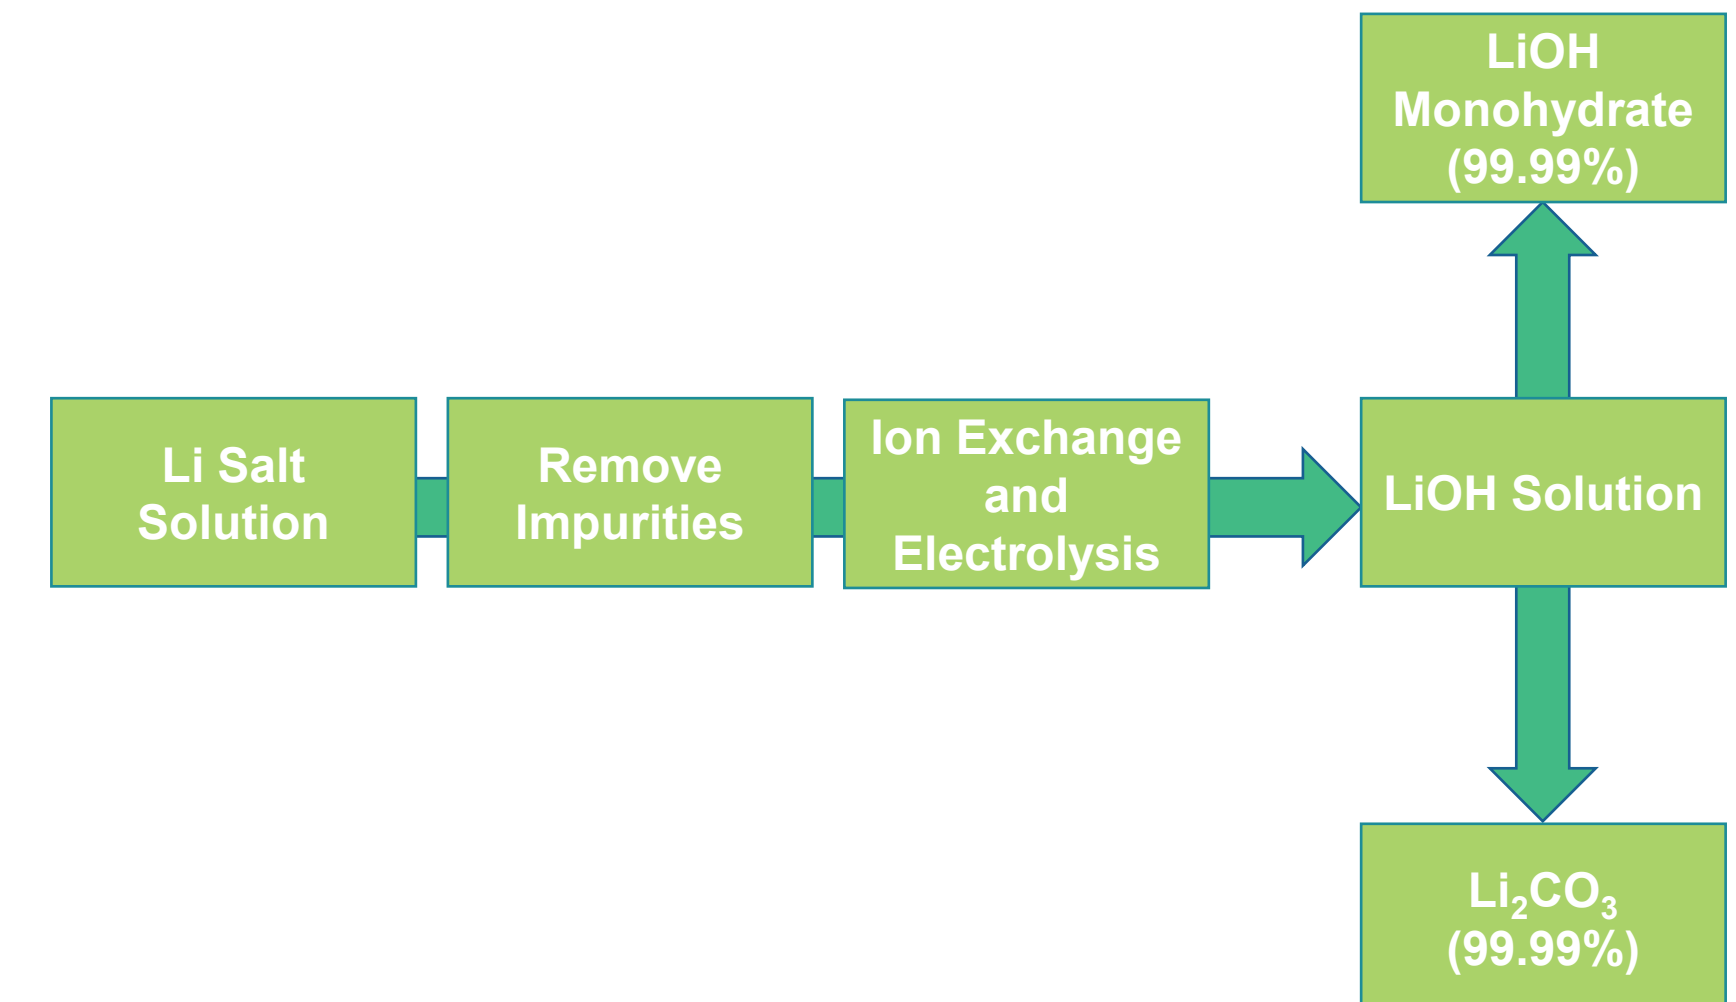 LiOH
Monohydrate
(99.99%)
Li Salt
Solution
Remove
Impurities
Ion Exchange
and
Electrolysis
LiOH Solution
Li₂CO₃
(99.99%)